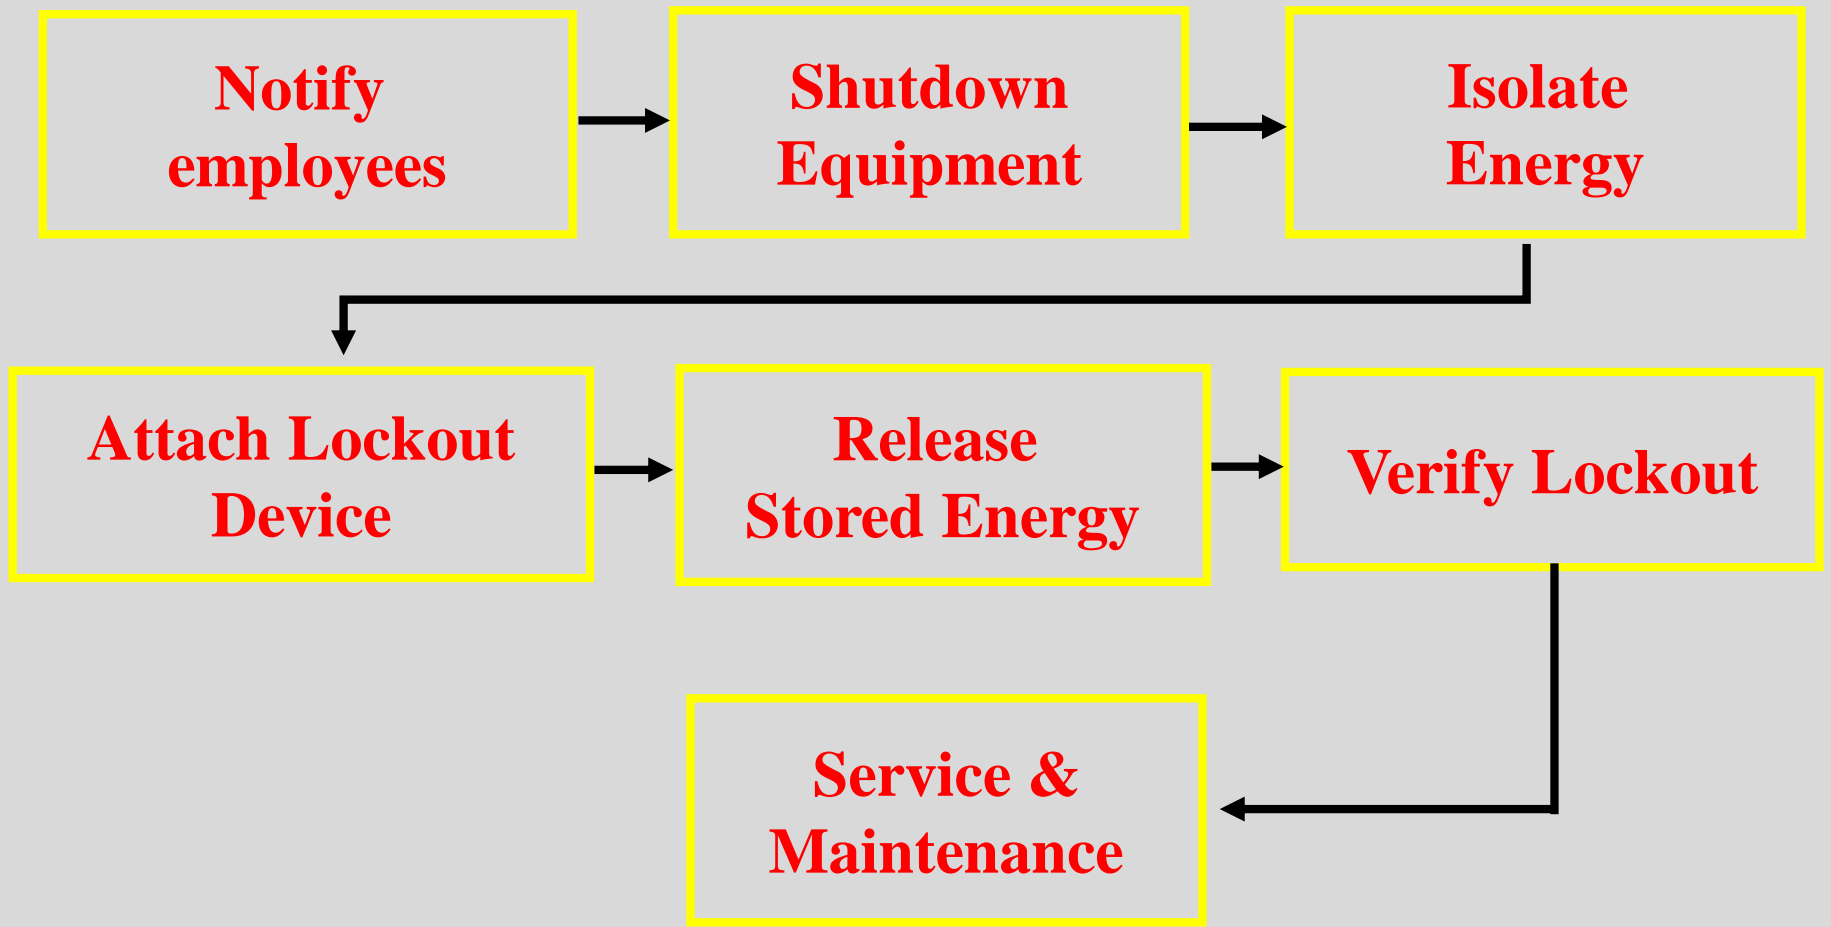 Notify
employees
Shutdown
Equipment
Isolate
Energy
Attach Lockout
Device
Release
Stored Energy
Verify Lockout
Service &
Maintenance